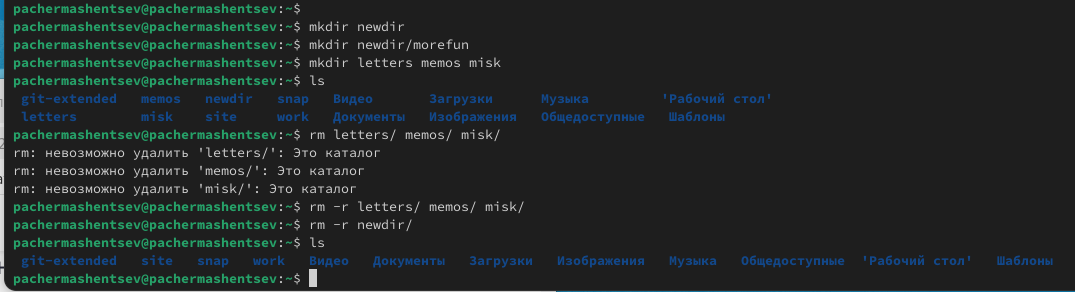 pachermashentsev@pachermashentsev:~$
pachermashentsev@pachermashentsev:~$ mkdir newdir
pachermashentsev@pachermashentsev:~$ mkdir newdir/morefun
pachermashentsev@pachermashentsev:~$ mkdir letters memos misk
pachermashentsev@pachermashentsev:~$ ls
git-extended memos newdir snap Видео Загрузки Музыка 'Рабочий стол'
letters misk site work Документы Изображения Общедоступные Шаблоны
pachermashentsev@pachermashentsev:~$ rm letters/ memos/ misk/
rm: невозможно удалить 'letters/': Это каталог
rm: невозможно удалить 'memos/': Это каталог
rm: невозможно удалить 'misk/': Это каталог
pachermashentsev@pachermashentsev:~$ rm -r letters/ memos/ misk/
pachermashentsev@pachermashentsev:~$ rm -r newdir/
pachermashentsev@pachermashentsev:~$ ls
git-extended site snap work Видео Документы Загрузки Изображения Музыка Общедоступные 'Рабочий стол' Шаблоны
pachermashentsev@pachermashentsev:~$